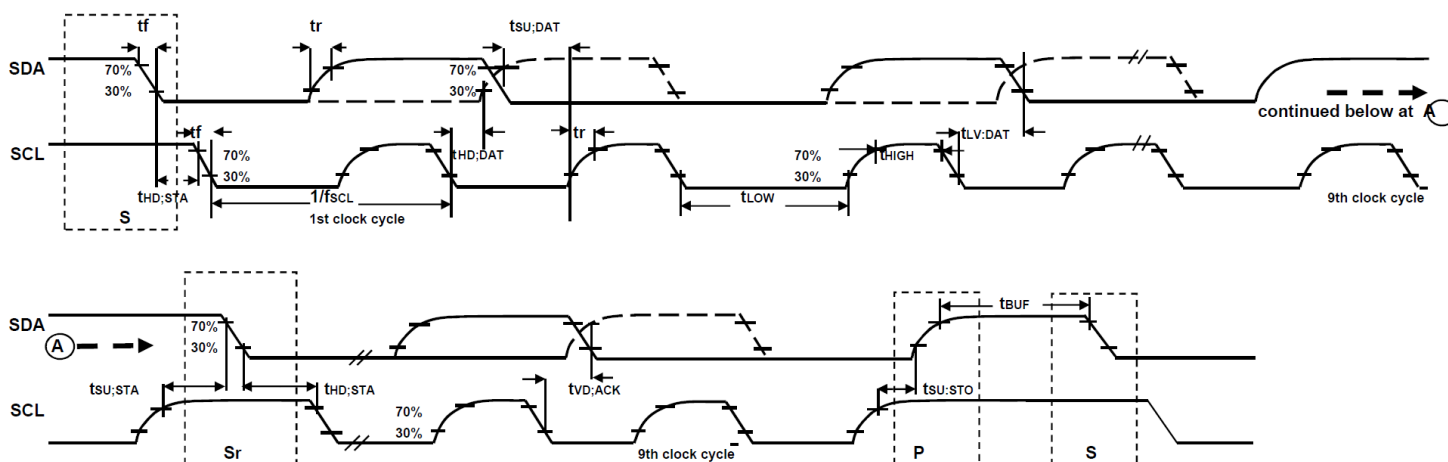 tf tr tSU;DAT
SDA 70% 70%
30% 30%
continued below at A
tf tr tLV:DAT
SCL 70% tHD;DAT 70% tHIGH
30% 30%
tHD;STA 1/fSCL tLOW
S 1st clock cycle 9th clock cycle
tBUF
SDA 70%
A 30%
tSU;STA tHD;STA tVD;ACK tSU:STO
SCL 70%
30%
Sr 9th clock cycle P S